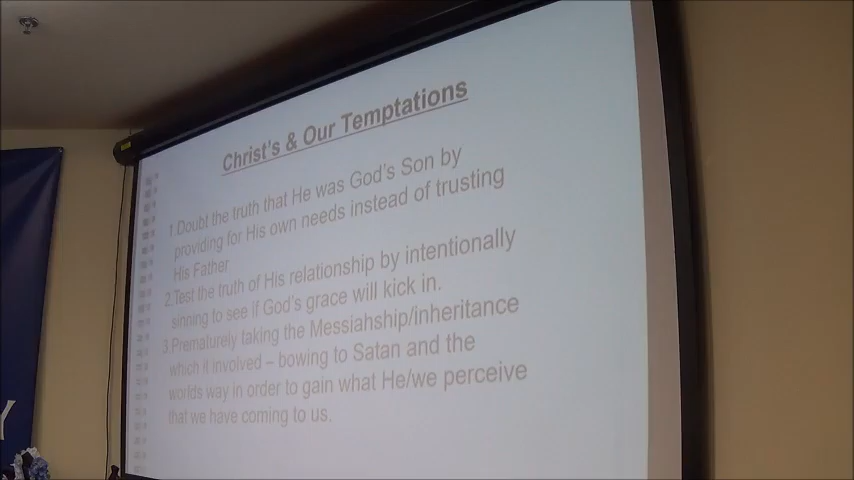 Christ's & Our Temptations
1.Doubt the truth that He was God's Son by
providing for His own needs instead of trusting
His Father
2.Test the truth of His relationship by intentionally
sinning to see if God's grace will kick in.
3.Prematurely taking the Messiahship/inheritance
which it involved – bowing to Satan and the
worlds way in order to gain what He/we perceive
that we have coming to us.
Y